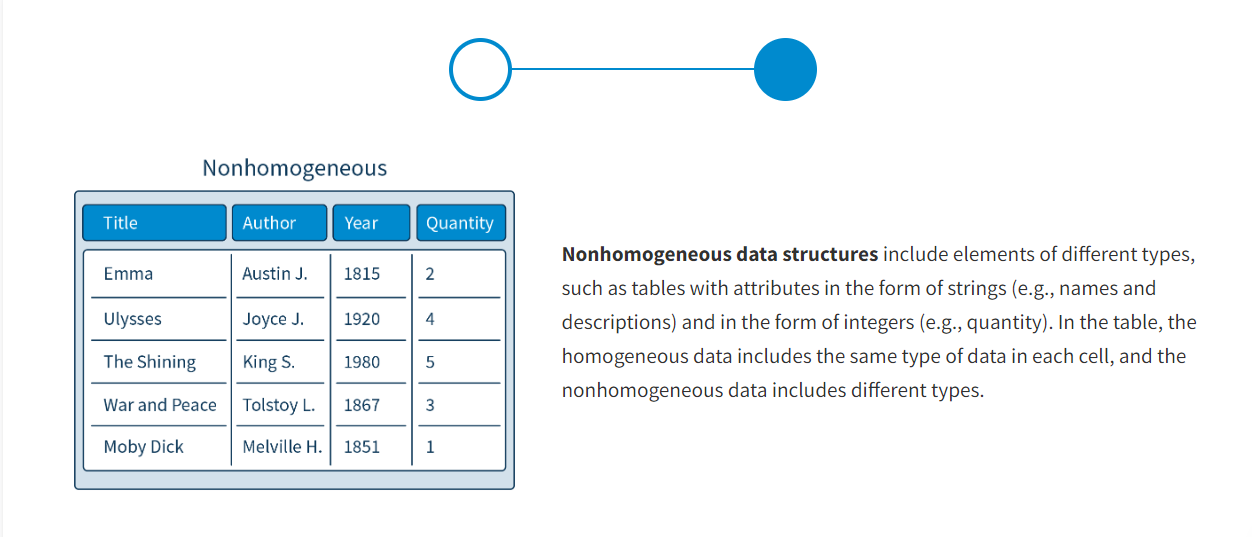 Nonhomogeneous
Title Author Year Quantity
Emma Austin J. 1815 2
Ulysses Joyce J. 1920 4
The Shining King S. 1980 5
War and Peace Tolstoy L. 1867 3
Moby Dick Melville H. 1851 1
Nonhomogeneous data structures include elements of different types,
such as tables with attributes in the form of strings (e.g., names and
descriptions) and in the form of integers (e.g., quantity). In the table, the
homogeneous data includes the same type of data in each cell, and the
nonhomogeneous data includes different types.